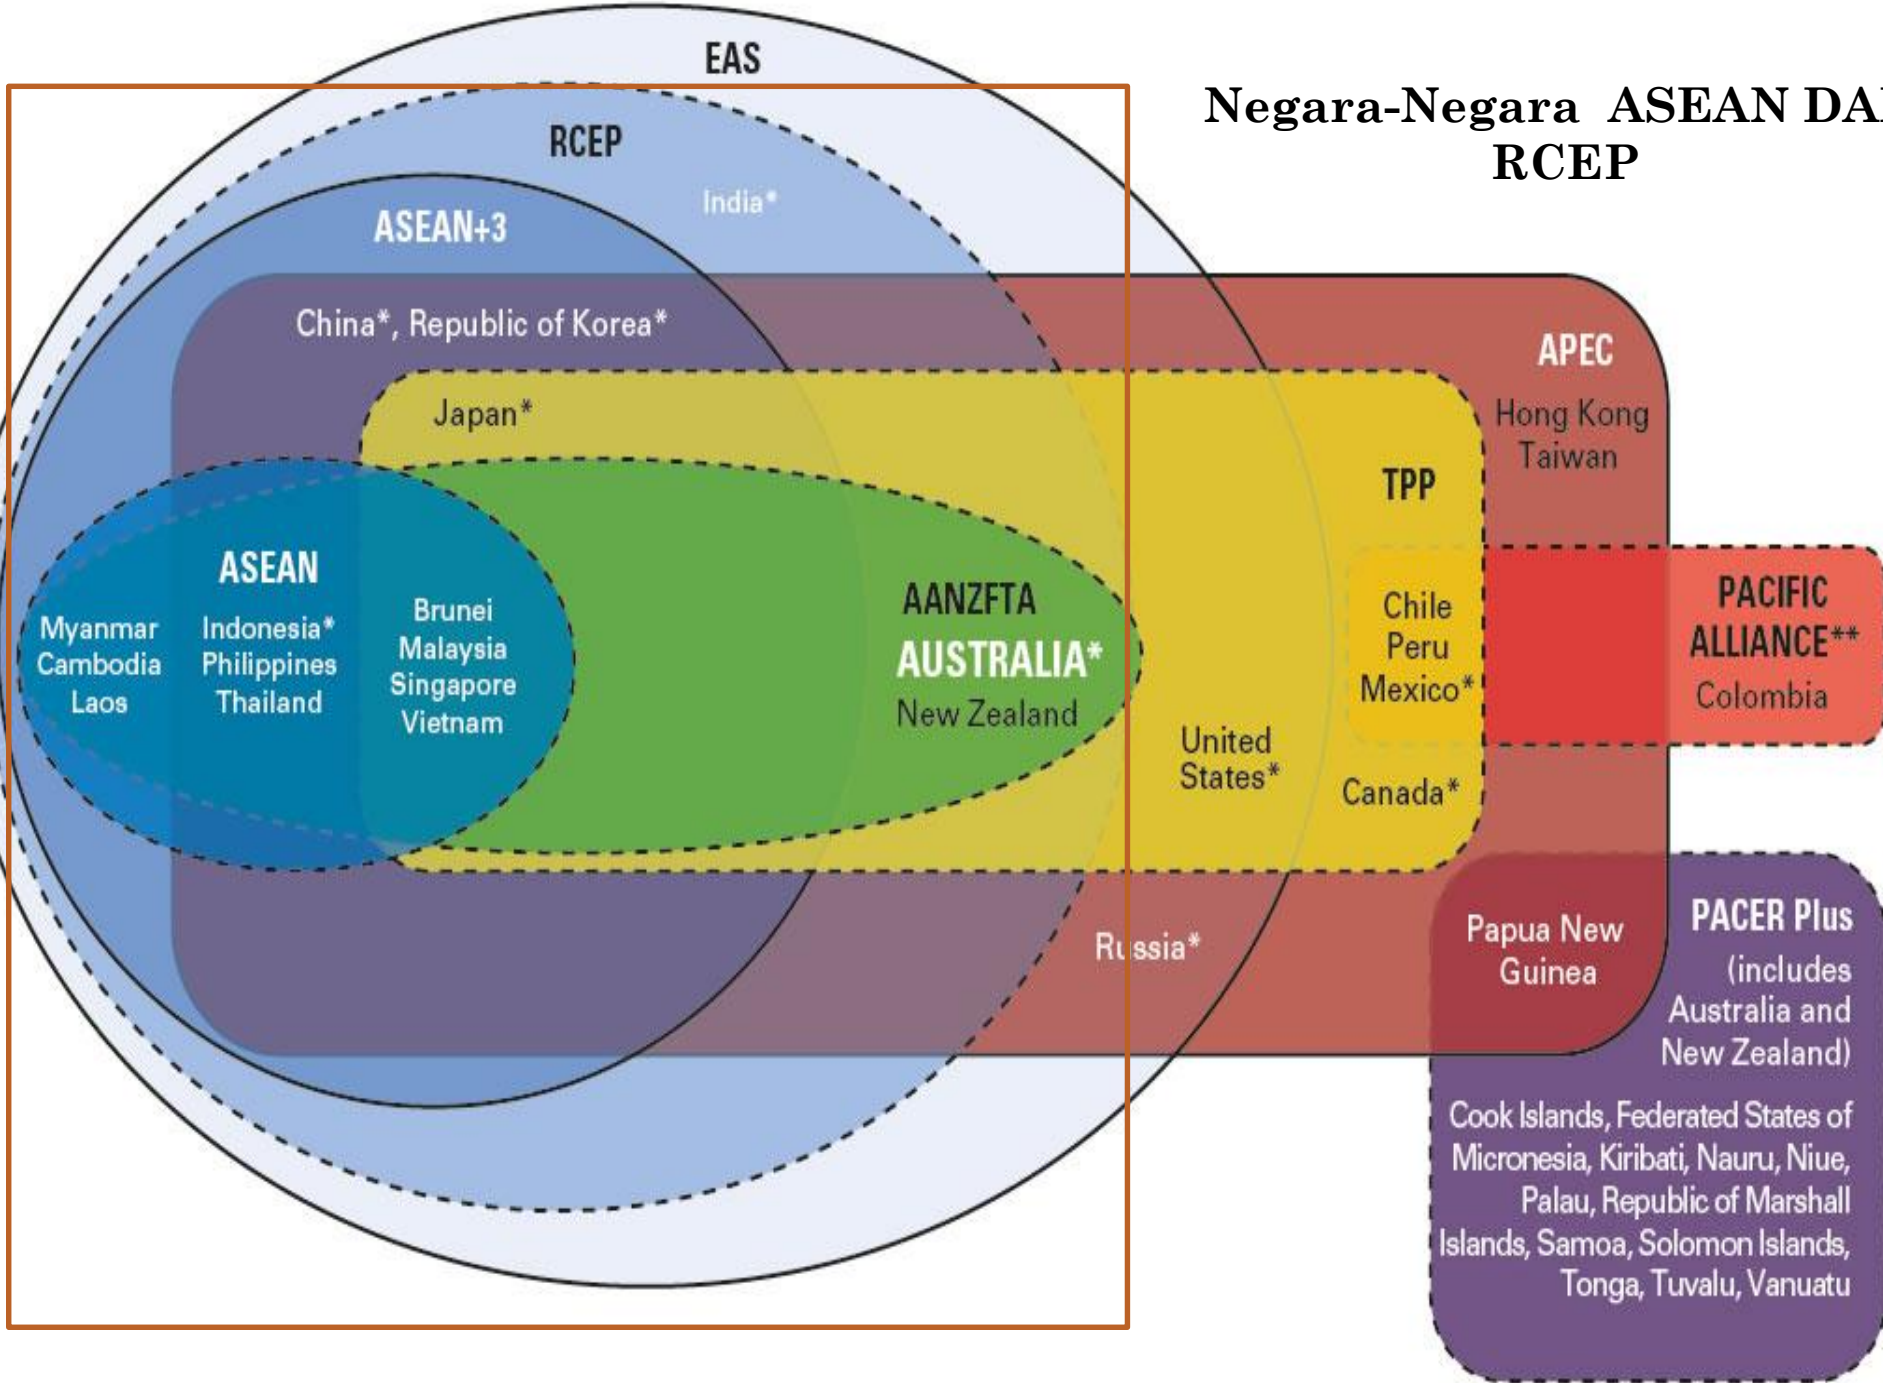 EAS
Negara-Negara ASEAN
RCEP
RCEP
India*
ASEAN+3
China*, Republic of Korea*
APEC
Hong Kong
Taiwan
Japan*
TPP
ASEAN
Myanmar
Cambodia
Laos
Indonesia*
Philippines
Thailand
Brunei
Malaysia
Singapore
Vietnam
AANZFTA
AUSTRALIA*
New Zealand
United
States*
Chile
Peru
Mexico*
Canada*
PACIFIC
ALLIANCE**
Colombia
Russia*
Papua New
Guinea
PACER Plus
(includes
Australia and
New Zealand)
Cook Islands, Federated States of
Micronesia, Kiribati, Nauru, Niue,
Palau, Republic of Marshall
Islands, Samoa, Solomon Islands,
Tonga, Tuvalu, Vanuatu